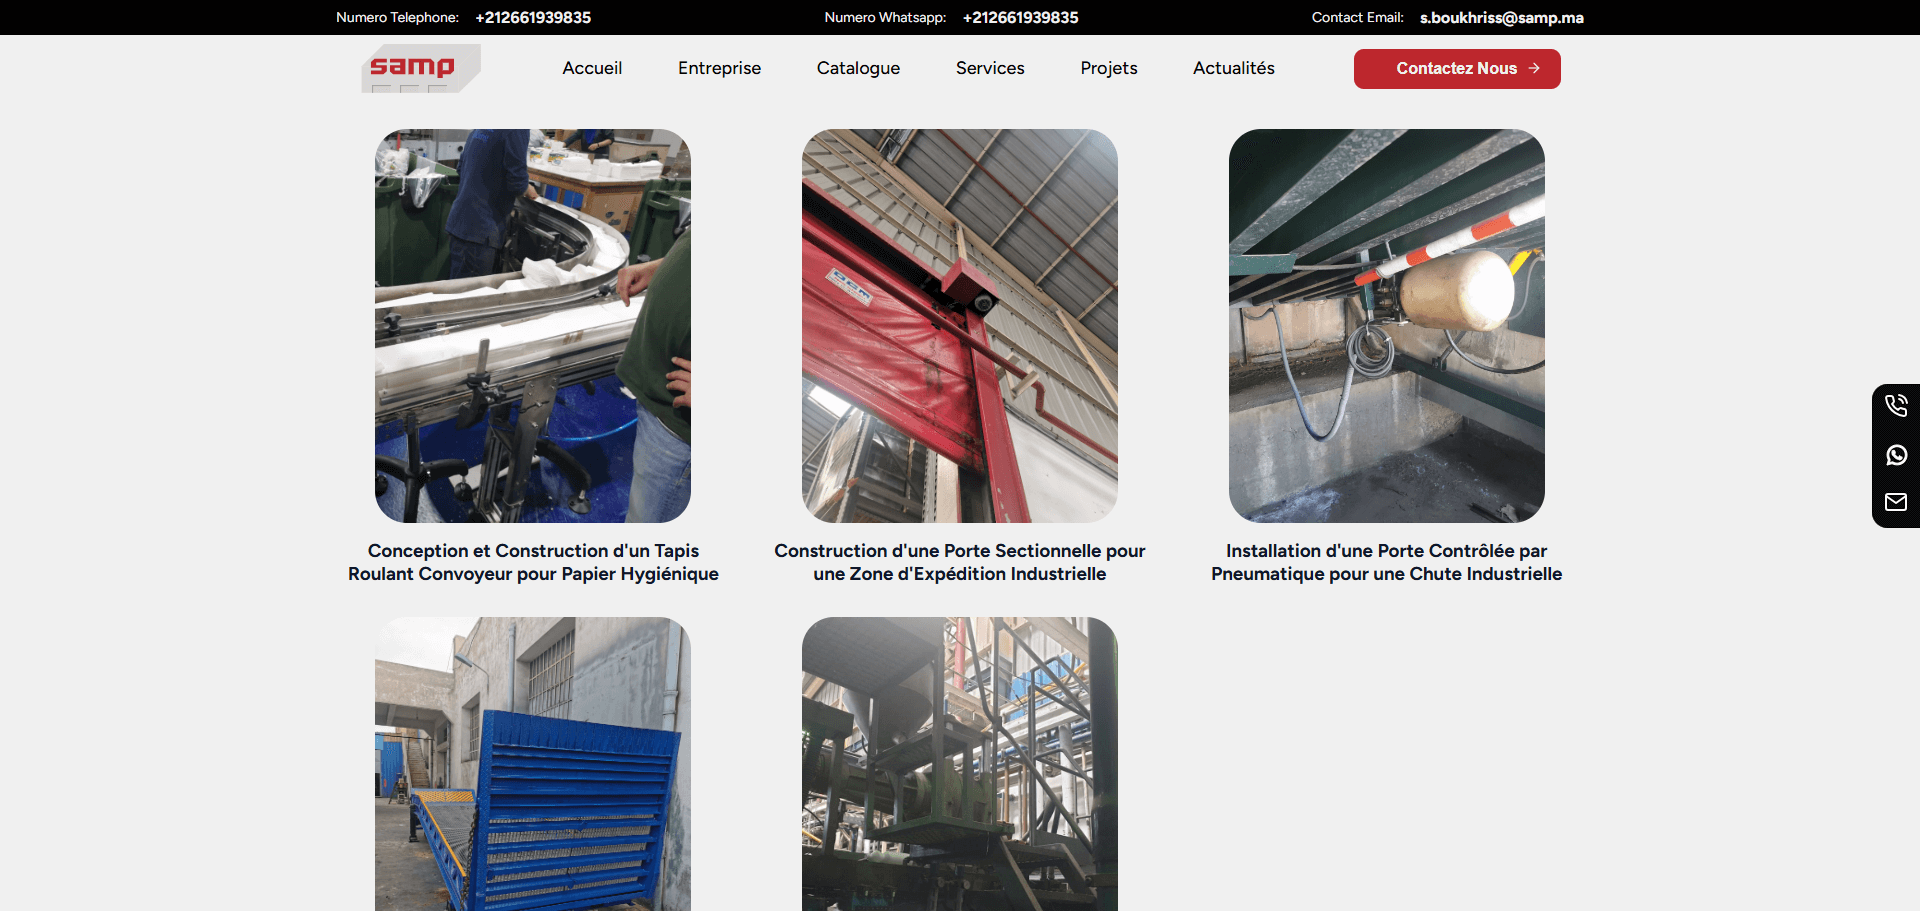 Numero Telephone: +212661939835 Numero Whatsapp: +212661939835 Contact Email: s.boukhriss@samp.ma
samp Accueil Entreprise Catalogue Services Projets Actualités Contactez Nous
Conception et Construction d'un Tapis
Roulant Convoyeur pour Papier Hygiénique
Construction d'une Porte Sectionnelle pour
une Zone d'Expédition Industrielle
Installation d'une Porte Contrôlée par
Pneumatique pour une Chute Industrielle